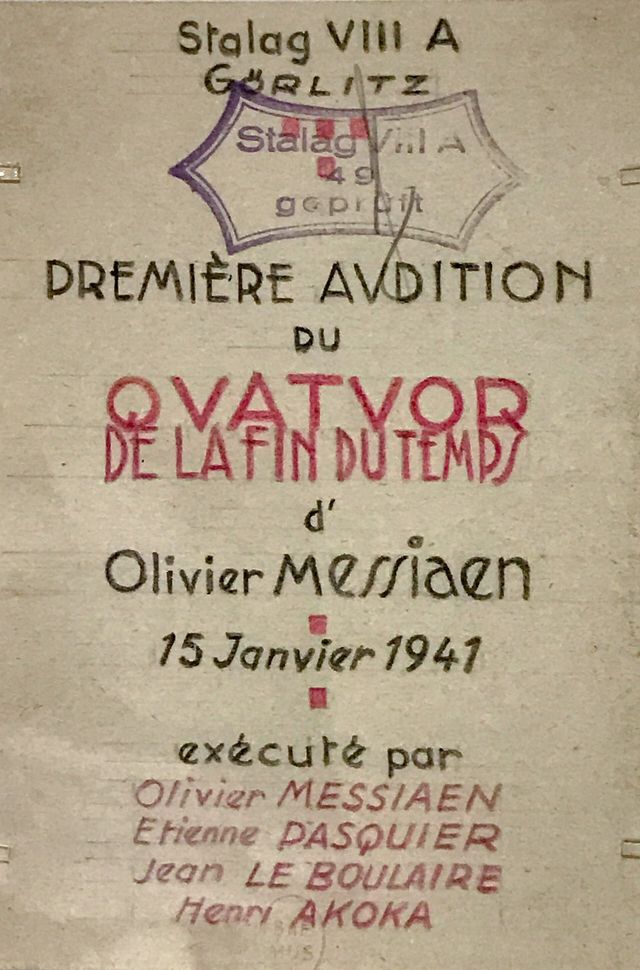 Stalag VIII A
GÖRLITZ
Stalag VIII A
49
geprüft
PREMIÈRE AVDITION
DU
QVATVOR
DE LA FIN DU TEMPS
d'
Olivier Messiaen
15 Janvier 1941
exécuté par
Olivier MESSIAEN
Etienne PASQUIER
Jean LE BOULAIRE
Henri AKOKA